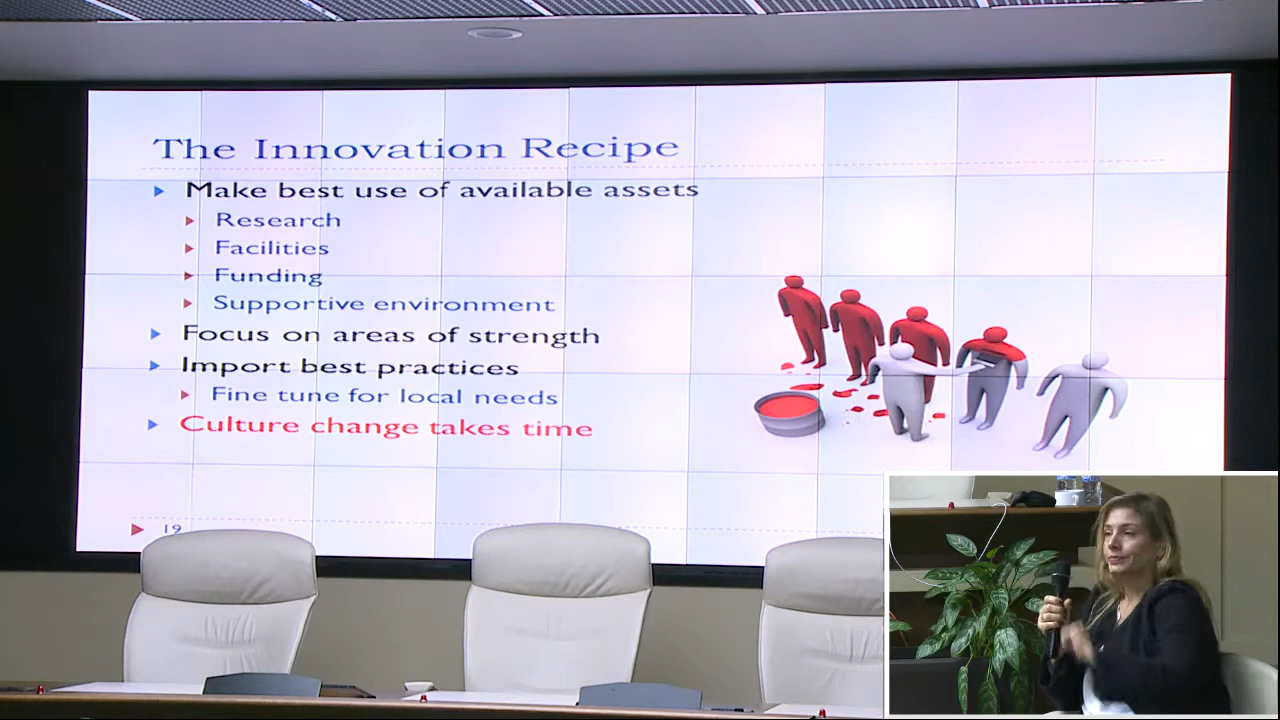 The Innovation Recipe
Make best use of available assets
Research
Facilities
Funding
Supportive environment
Focus on areas of strength
Import best practices
Fine tune for local needs
Culture change takes time
19